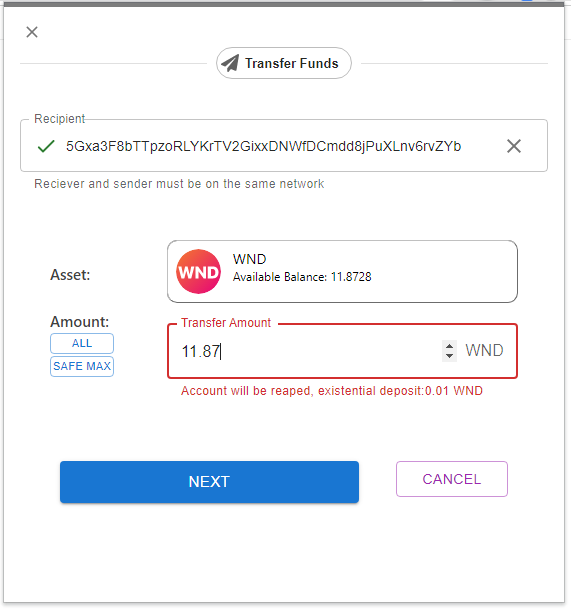 Transfer Funds
Recipient
5Gxa3F8bTTpzoRLYKrTV2GixxDNWfDCmdd8jPuXLnv6rvZYb
Reciever and sender must be on the same network
Asset:
WND
WND
Available Balance: 11.8728
Amount:
ALL
SAFE MAX
Transfer Amount
11.87
WND
Account will be reaped, existential deposit:0.01 WND
NEXT
CANCEL